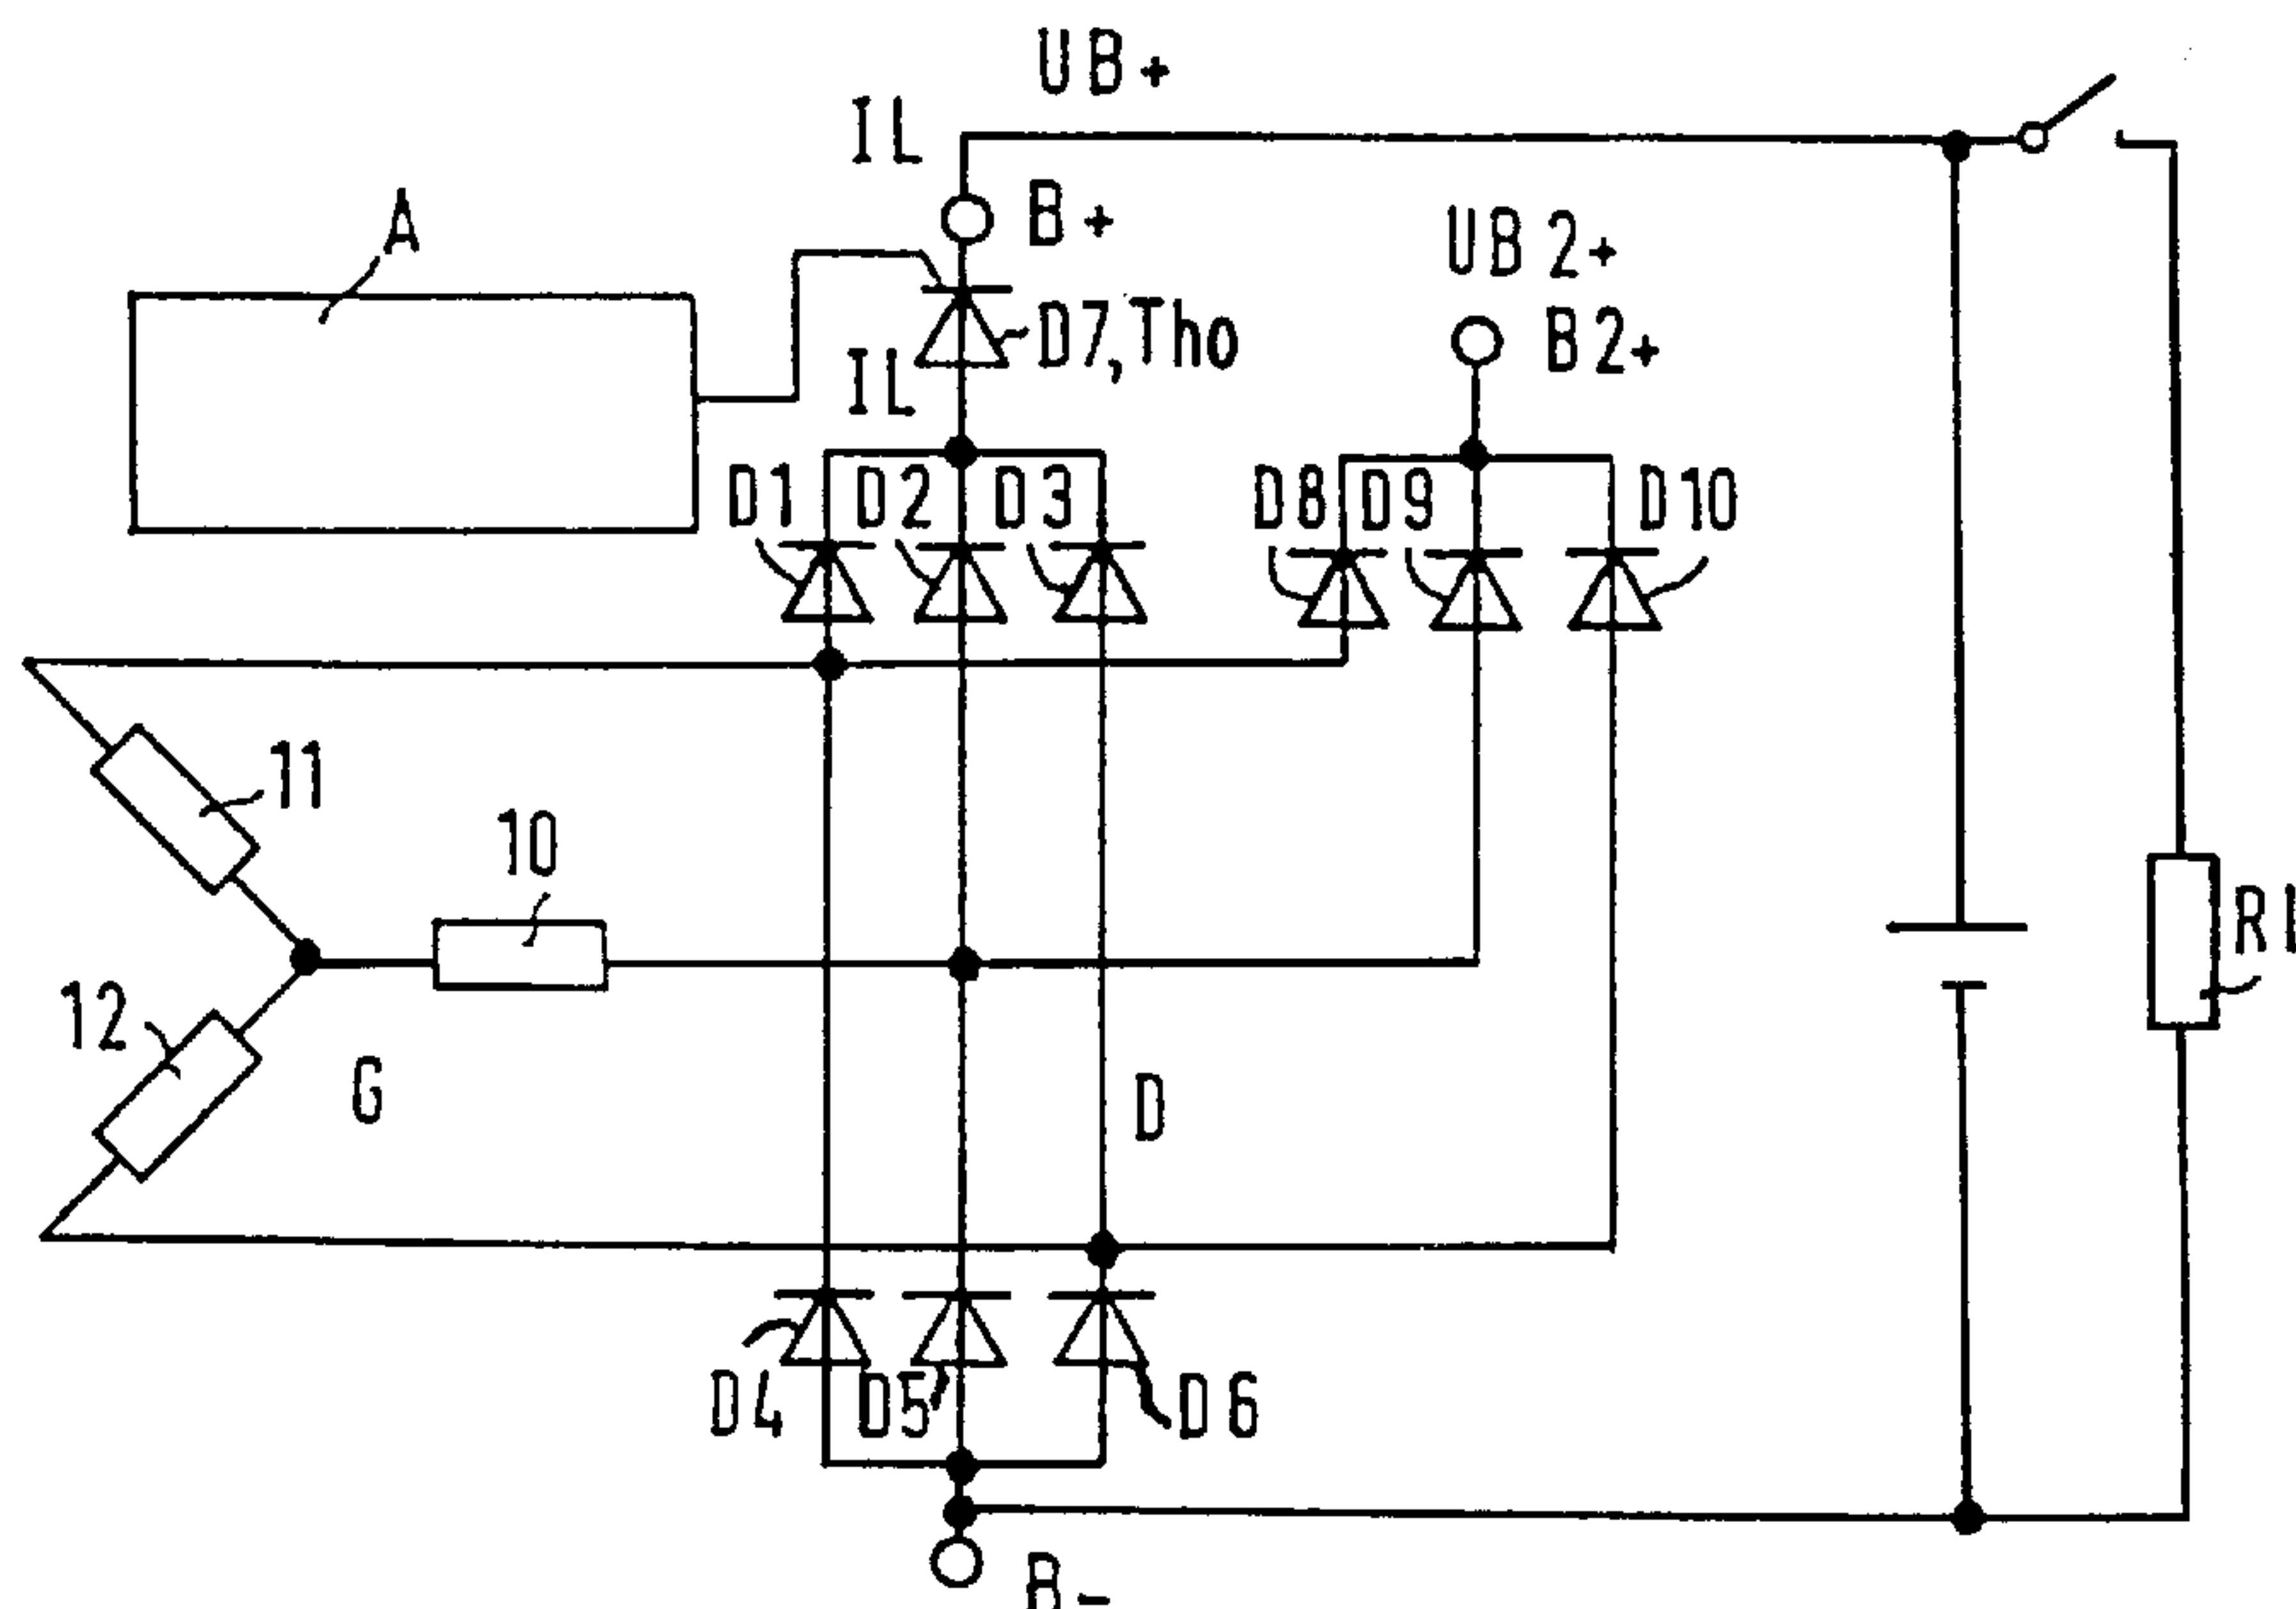 UB+
IL
B+
A
UB2+
B2+
D7,Tho
IL
D1 D2 D3
D8 D9 D10
11
10
12
G
D
D4 D5 D6
B-